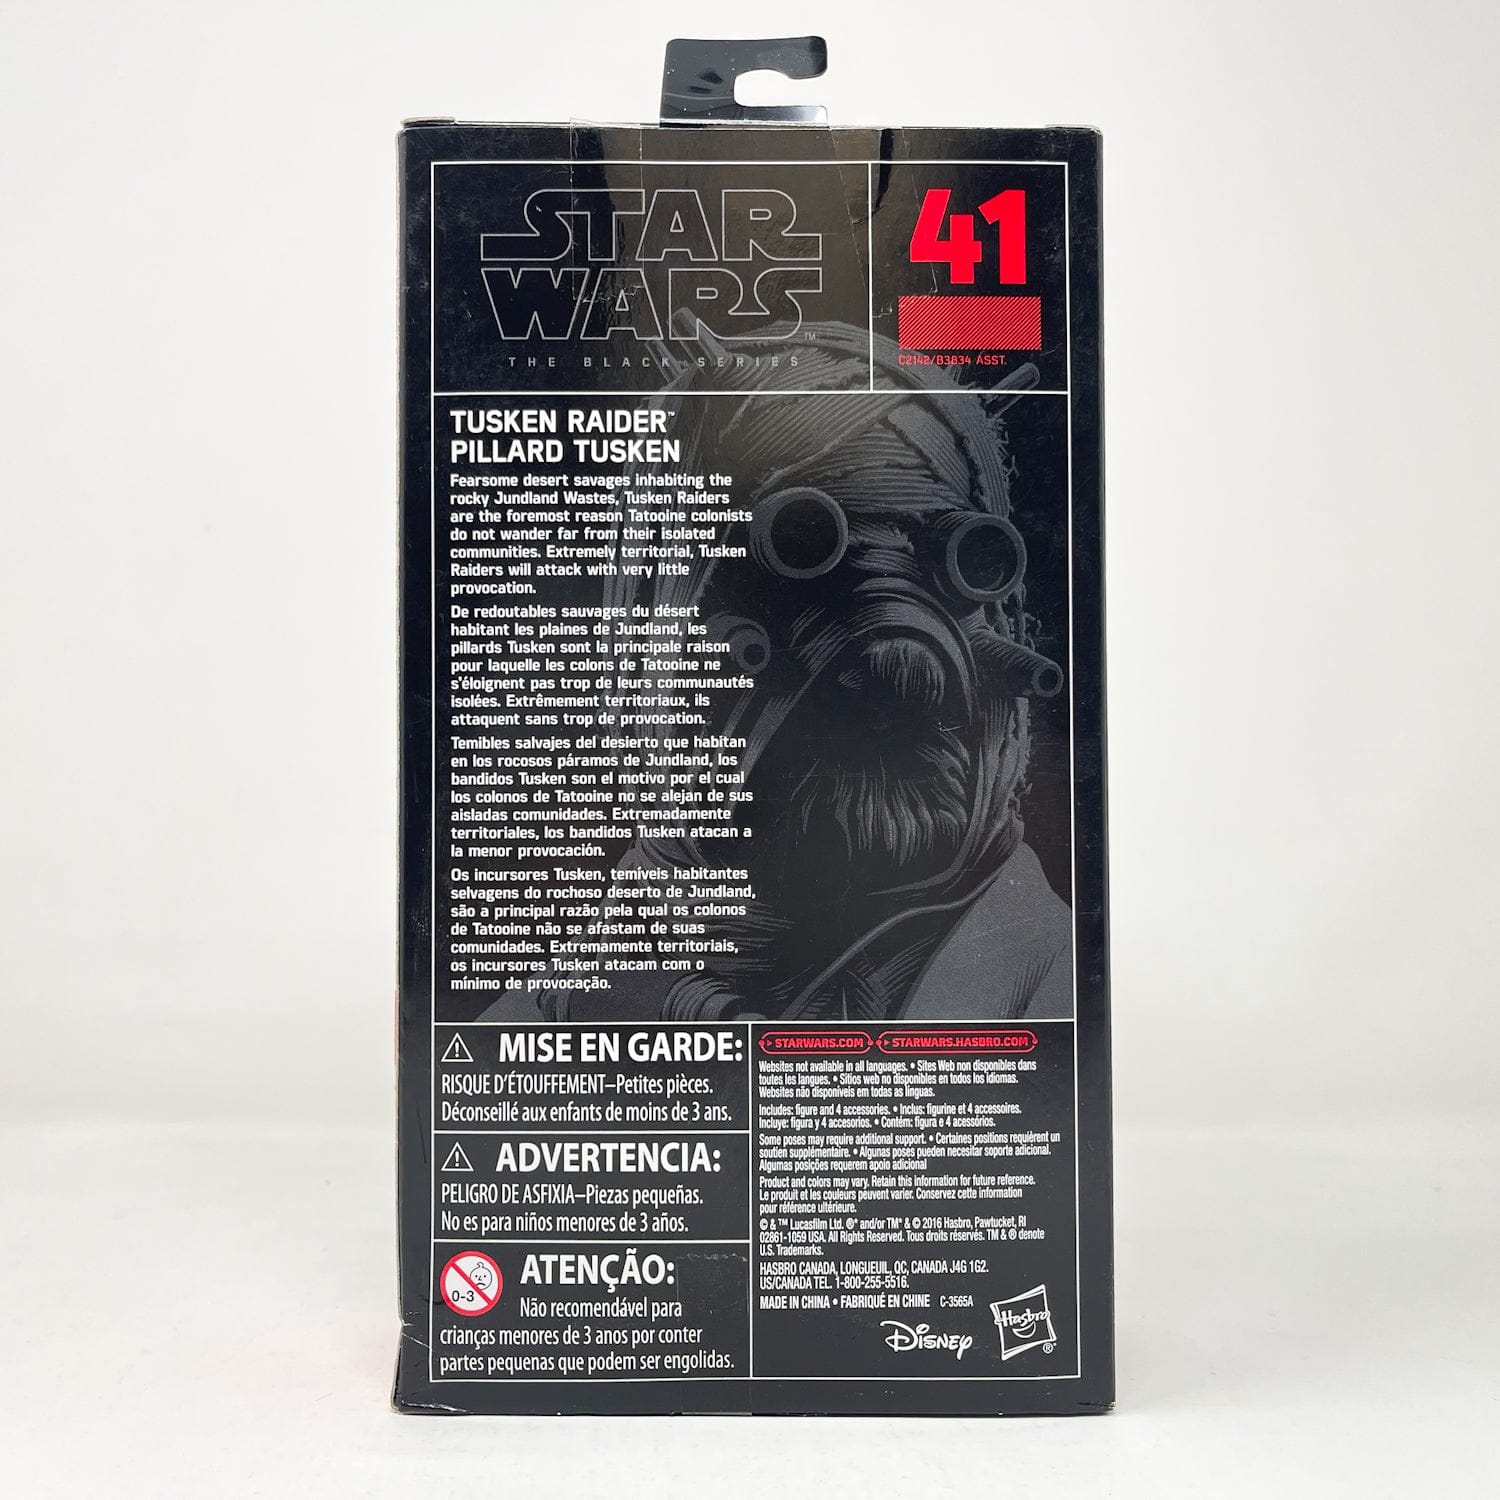 STAR
WARS™
THE BLACK SERIES
41
C2142/B3834 ASST.
TUSKEN RAIDER™
PILLARD TUSKEN
Fearsome desert savages inhabiting the
rocky Jundland Wastes, Tusken Raiders
are the foremost reason Tatooine colonists
do not wander far from their isolated
communities. Extremely territorial, Tusken
Raiders will attack with very little
provocation.
De redoutables sauvages du désert
habitant les plaines de Jundland, les
pillards Tusken sont la principale raison
pour laquelle les colons de Tatooine ne
s'éloignent pas trop de leurs communautés
isolées. Extrêmement territoriaux, ils
attaquent sans trop de provocation.
Temibles salvajes del desierto que habitan
en los rocosos páramos de Jundland, los
bandidos Tusken son el motivo por el cual
los colonos de Tatooine no se alejan de sus
aisladas comunidades. Extremadamente
territoriales, los bandidos Tusken atacan a
la menor provocación.
Os incursores Tusken, temíveis habitantes
selvagens do rochoso deserto de Jundland,
são a principal razão pela qual os colonos
de Tatooine não se afastam de suas
comunidades. Extremamente territoriais,
os incursores Tusken atacam com o
mínimo de provocação.
MISE EN GARDE:
RISQUE D'ÉTOUFFEMENT–Petites pièces.
Déconseillé aux enfants de moins de 3 ans.
ADVERTENCIA:
PELIGRO DE ASFIXIA–Piezas pequeñas.
No es para niños menores de 3 años.
0-3
ATENÇÃO:
Não recomendável para
crianças menores de 3 anos por conter
partes pequenas que podem ser engolidas.
STARWARS.COM STARWARS.HASBRO.COM
Websites not available in all languages. • Sites Web non disponibles dans
toutes les langues. • Sitios web no disponibles en todos los idiomas.
Websites não disponíveis em todas as línguas.
Includes: figure and 4 accessories. • Inclus: figurine et 4 accessoires.
Incluye: figura y 4 accesorios. • Contém: figura e 4 acessórios.
Some poses may require additional support. • Certaines positions requièrent un
soutien supplémentaire. • Algunas poses pueden necesitar soporte adicional.
Algumas posições requerem apoio adicional
Product and colors may vary. Retain this information for future reference.
Le produit et les couleurs peuvent varier. Conservez cette information
pour référence ultérieure.
© & ™ Lucasfilm Ltd. ®* and/or TM* & © 2016 Hasbro, Pawtucket, RI
02861-1059 USA. All Rights Reserved. Tous droits réservés. TM & ® denote
U.S. Trademarks.
HASBRO CANADA, LONGUEUIL, QC, CANADA J4G 1G2.
US/CANADA TEL. 1-800-255-5516.
MADE IN CHINA • FABRIQUÉ EN CHINE C-3565A
Disney
Hasbro®